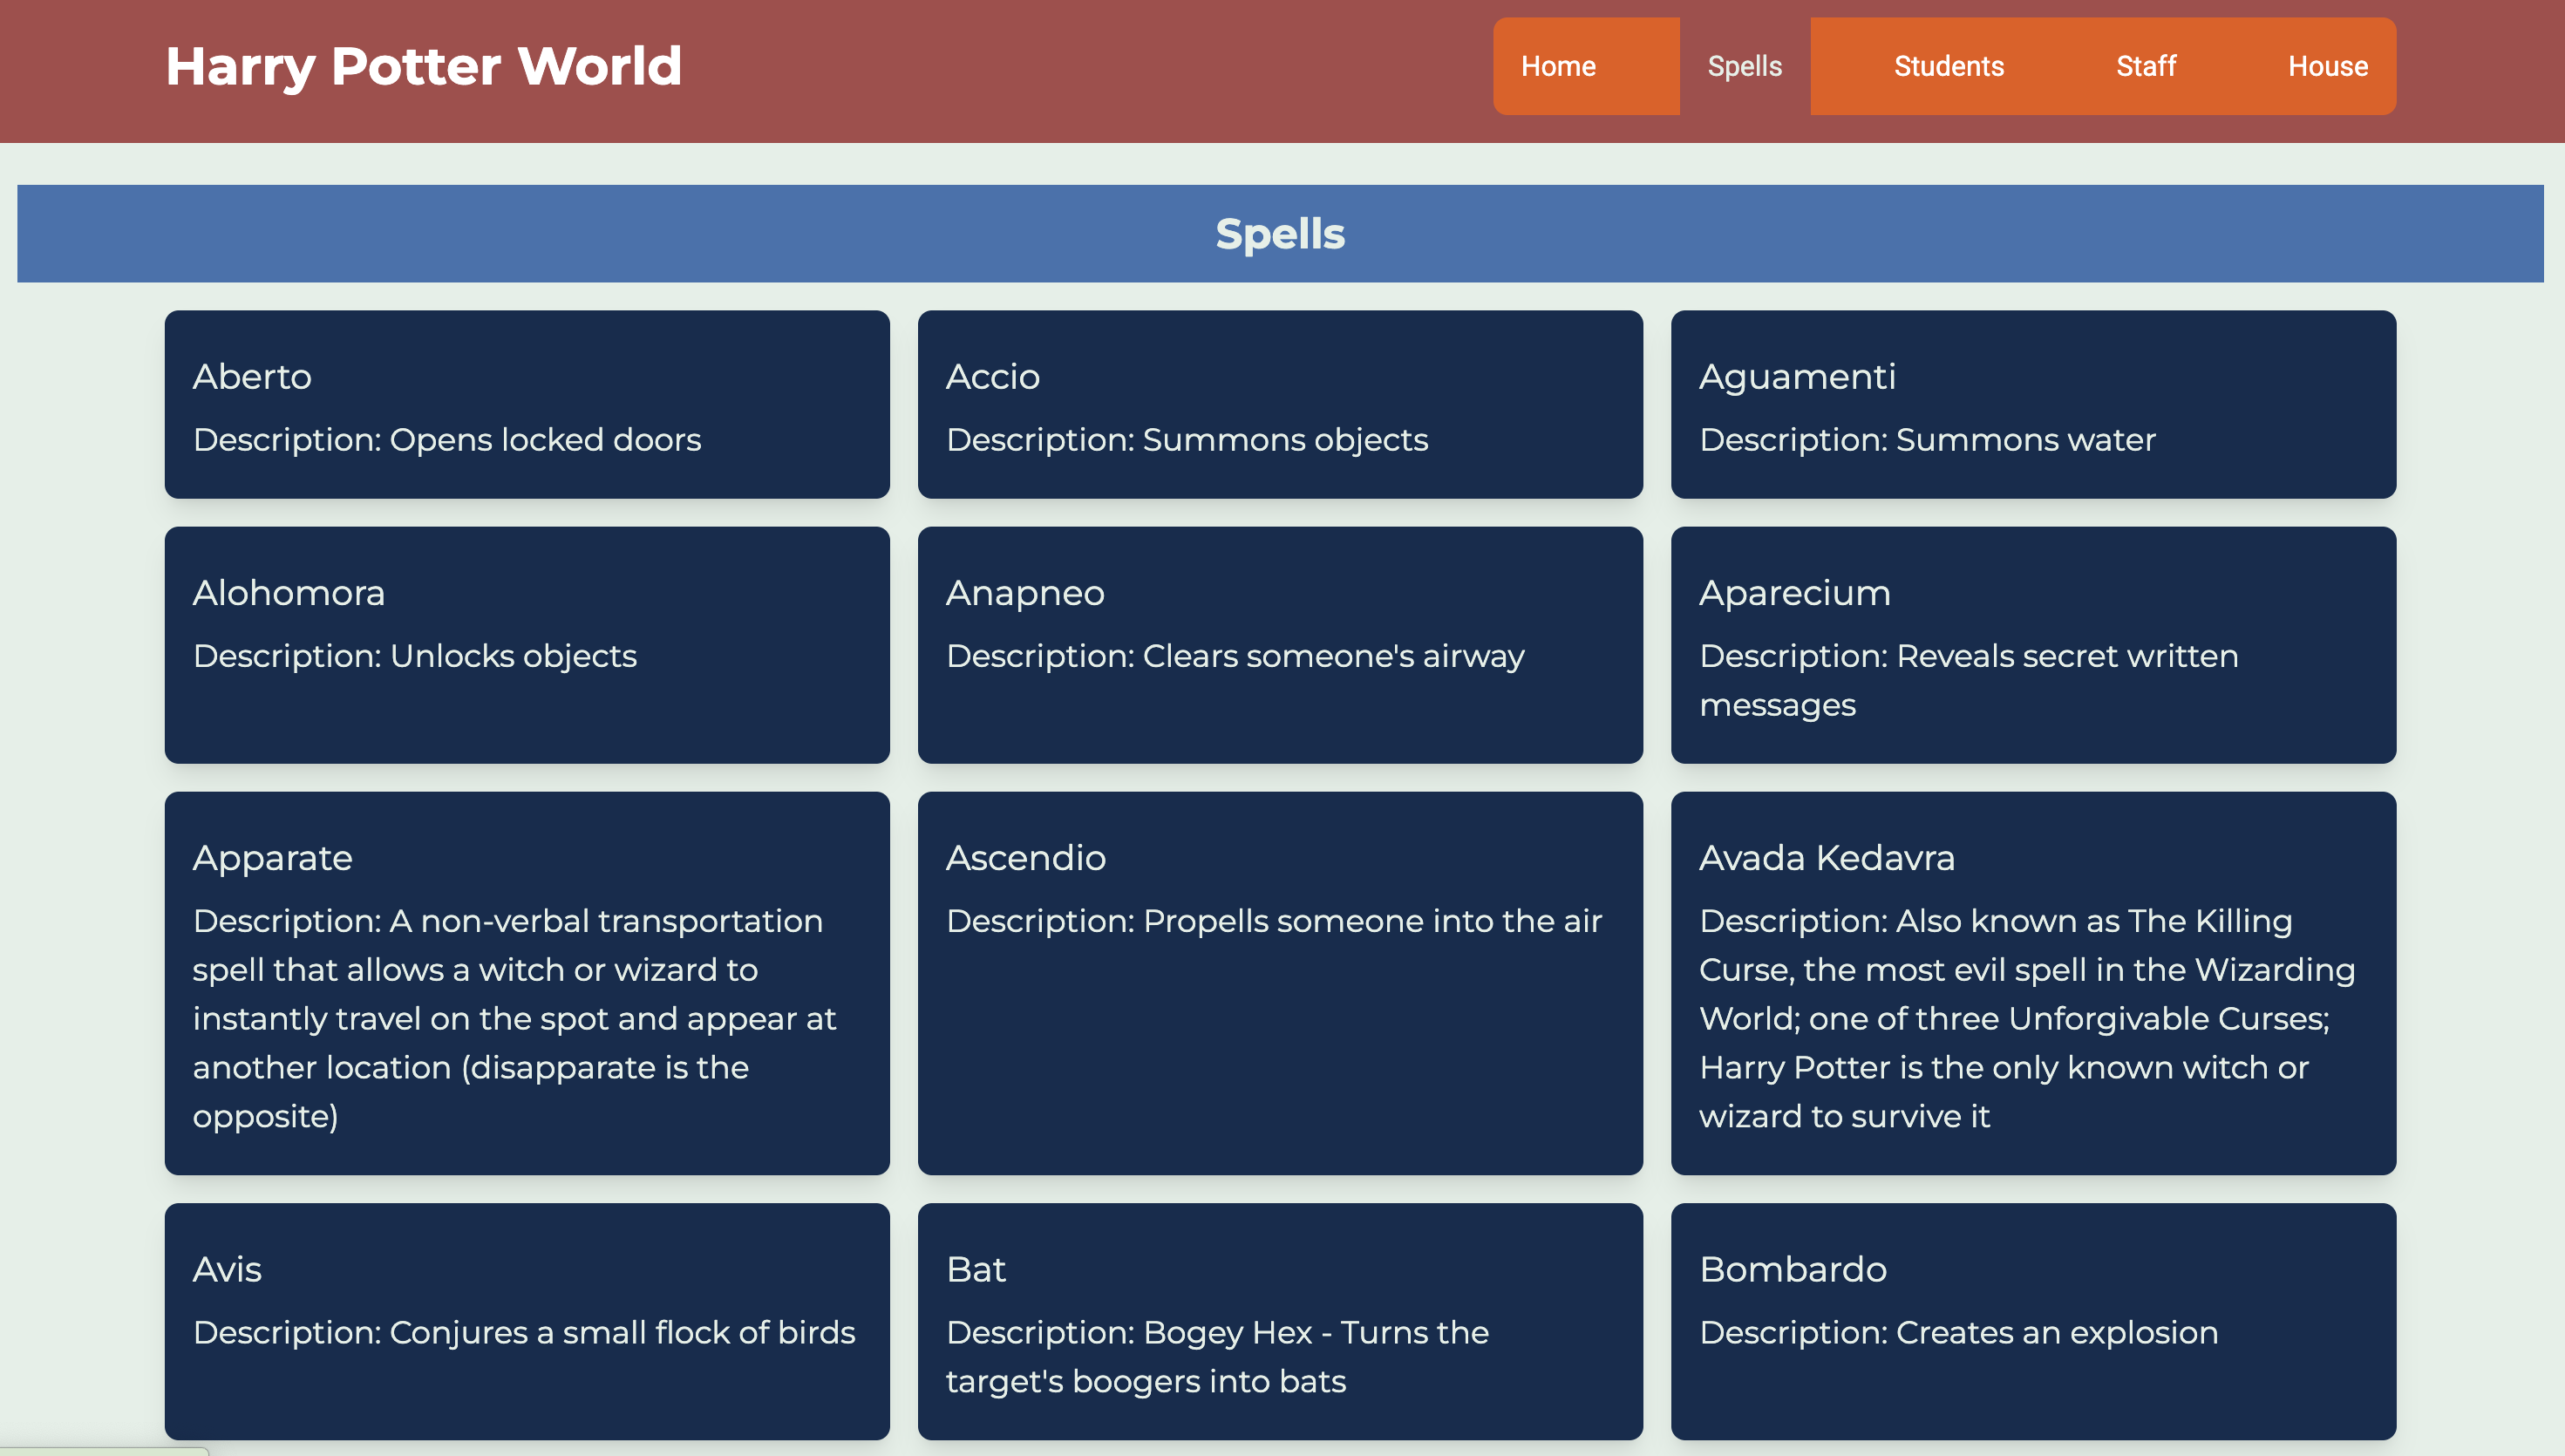 Harry Potter World
Home
Spells
Students
Staff
House
Spells
Aberto
Description: Opens locked doors
Accio
Description: Summons objects
Aguamenti
Description: Summons water
Alohomora
Description: Unlocks objects
Anapneo
Description: Clears someone's airway
Aparecium
Description: Reveals secret written
messages
Apparate
Description: A non-verbal transportation
spell that allows a witch or wizard to
instantly travel on the spot and appear at
another location (disapparate is the
opposite)
Ascendio
Description: Propells someone into the air
Avada Kedavra
Description: Also known as The Killing
Curse, the most evil spell in the Wizarding
World; one of three Unforgivable Curses;
Harry Potter is the only known witch or
wizard to survive it
Avis
Description: Conjures a small flock of birds
Bat
Description: Bogey Hex - Turns the
target's boogers into bats
Bombardo
Description: Creates an explosion